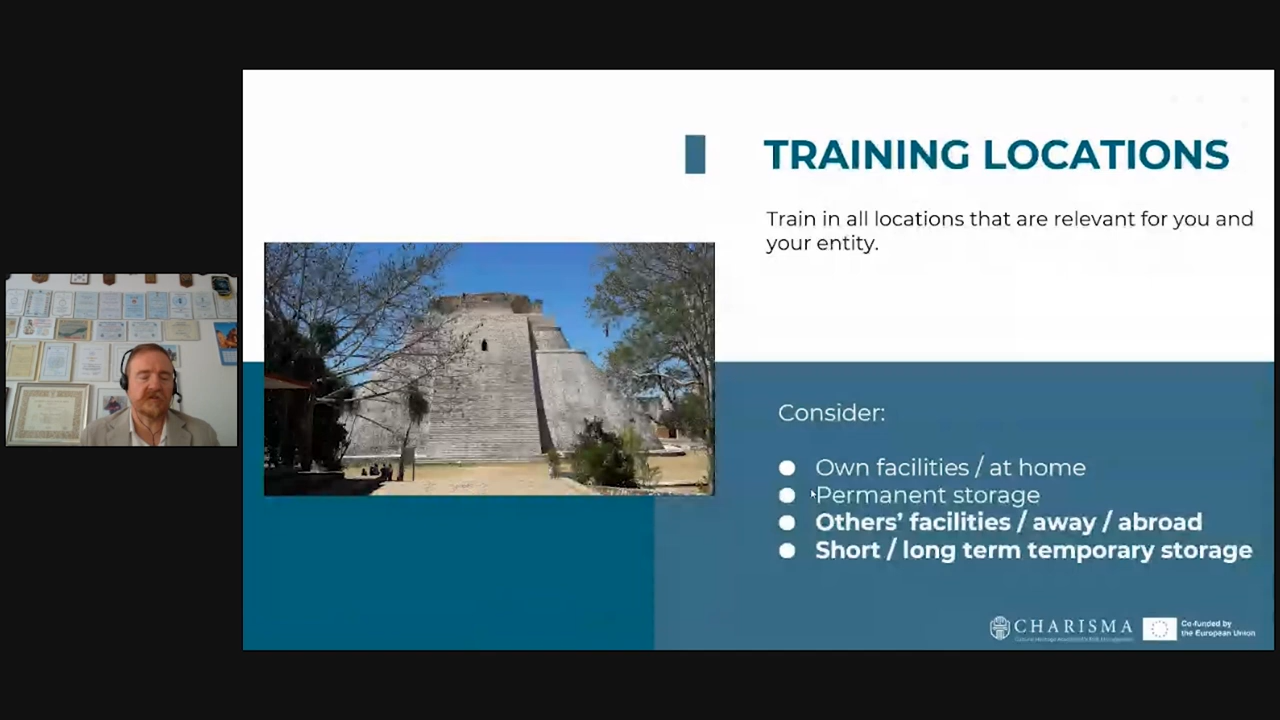 TRAINING LOCATIONS
Train in all locations that are relevant for you and
your entity.
Consider:
Own facilities / at home
Permanent storage
Others’ facilities / away / abroad
Short / long term temporary storage
CHARISMA
Co-funded by
the European Union